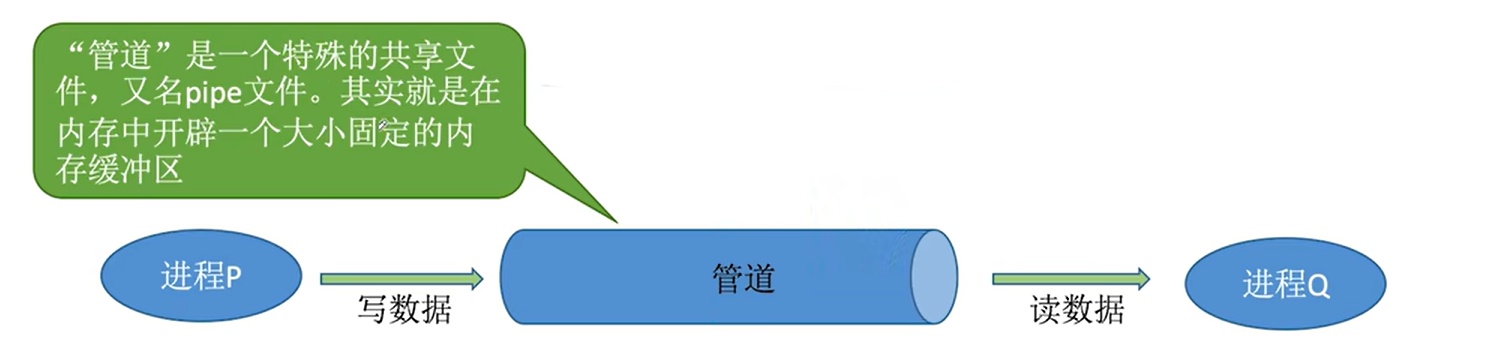 “管道”是一个特殊的共享文
件，又名pipe文件。其实就是在
内存中开辟一个大小固定的内
存缓冲区
进程P
写数据
管道
读数据
进程Q